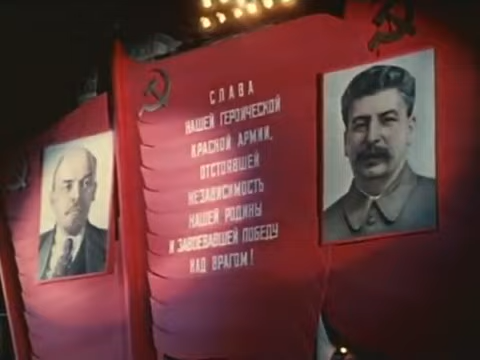 СЛАВА
НАШЕЙ ГЕРОИЧЕСКОЙ
КРАСНОЙ АРМИИ,
ОТСТОЯВШЕЙ
НЕЗАВИСИМОСТЬ
НАШЕЙ РОДИНЫ
И ЗАВОЕВАВШЕЙ ПОБЕДУ
НАД ВРАГОМ!